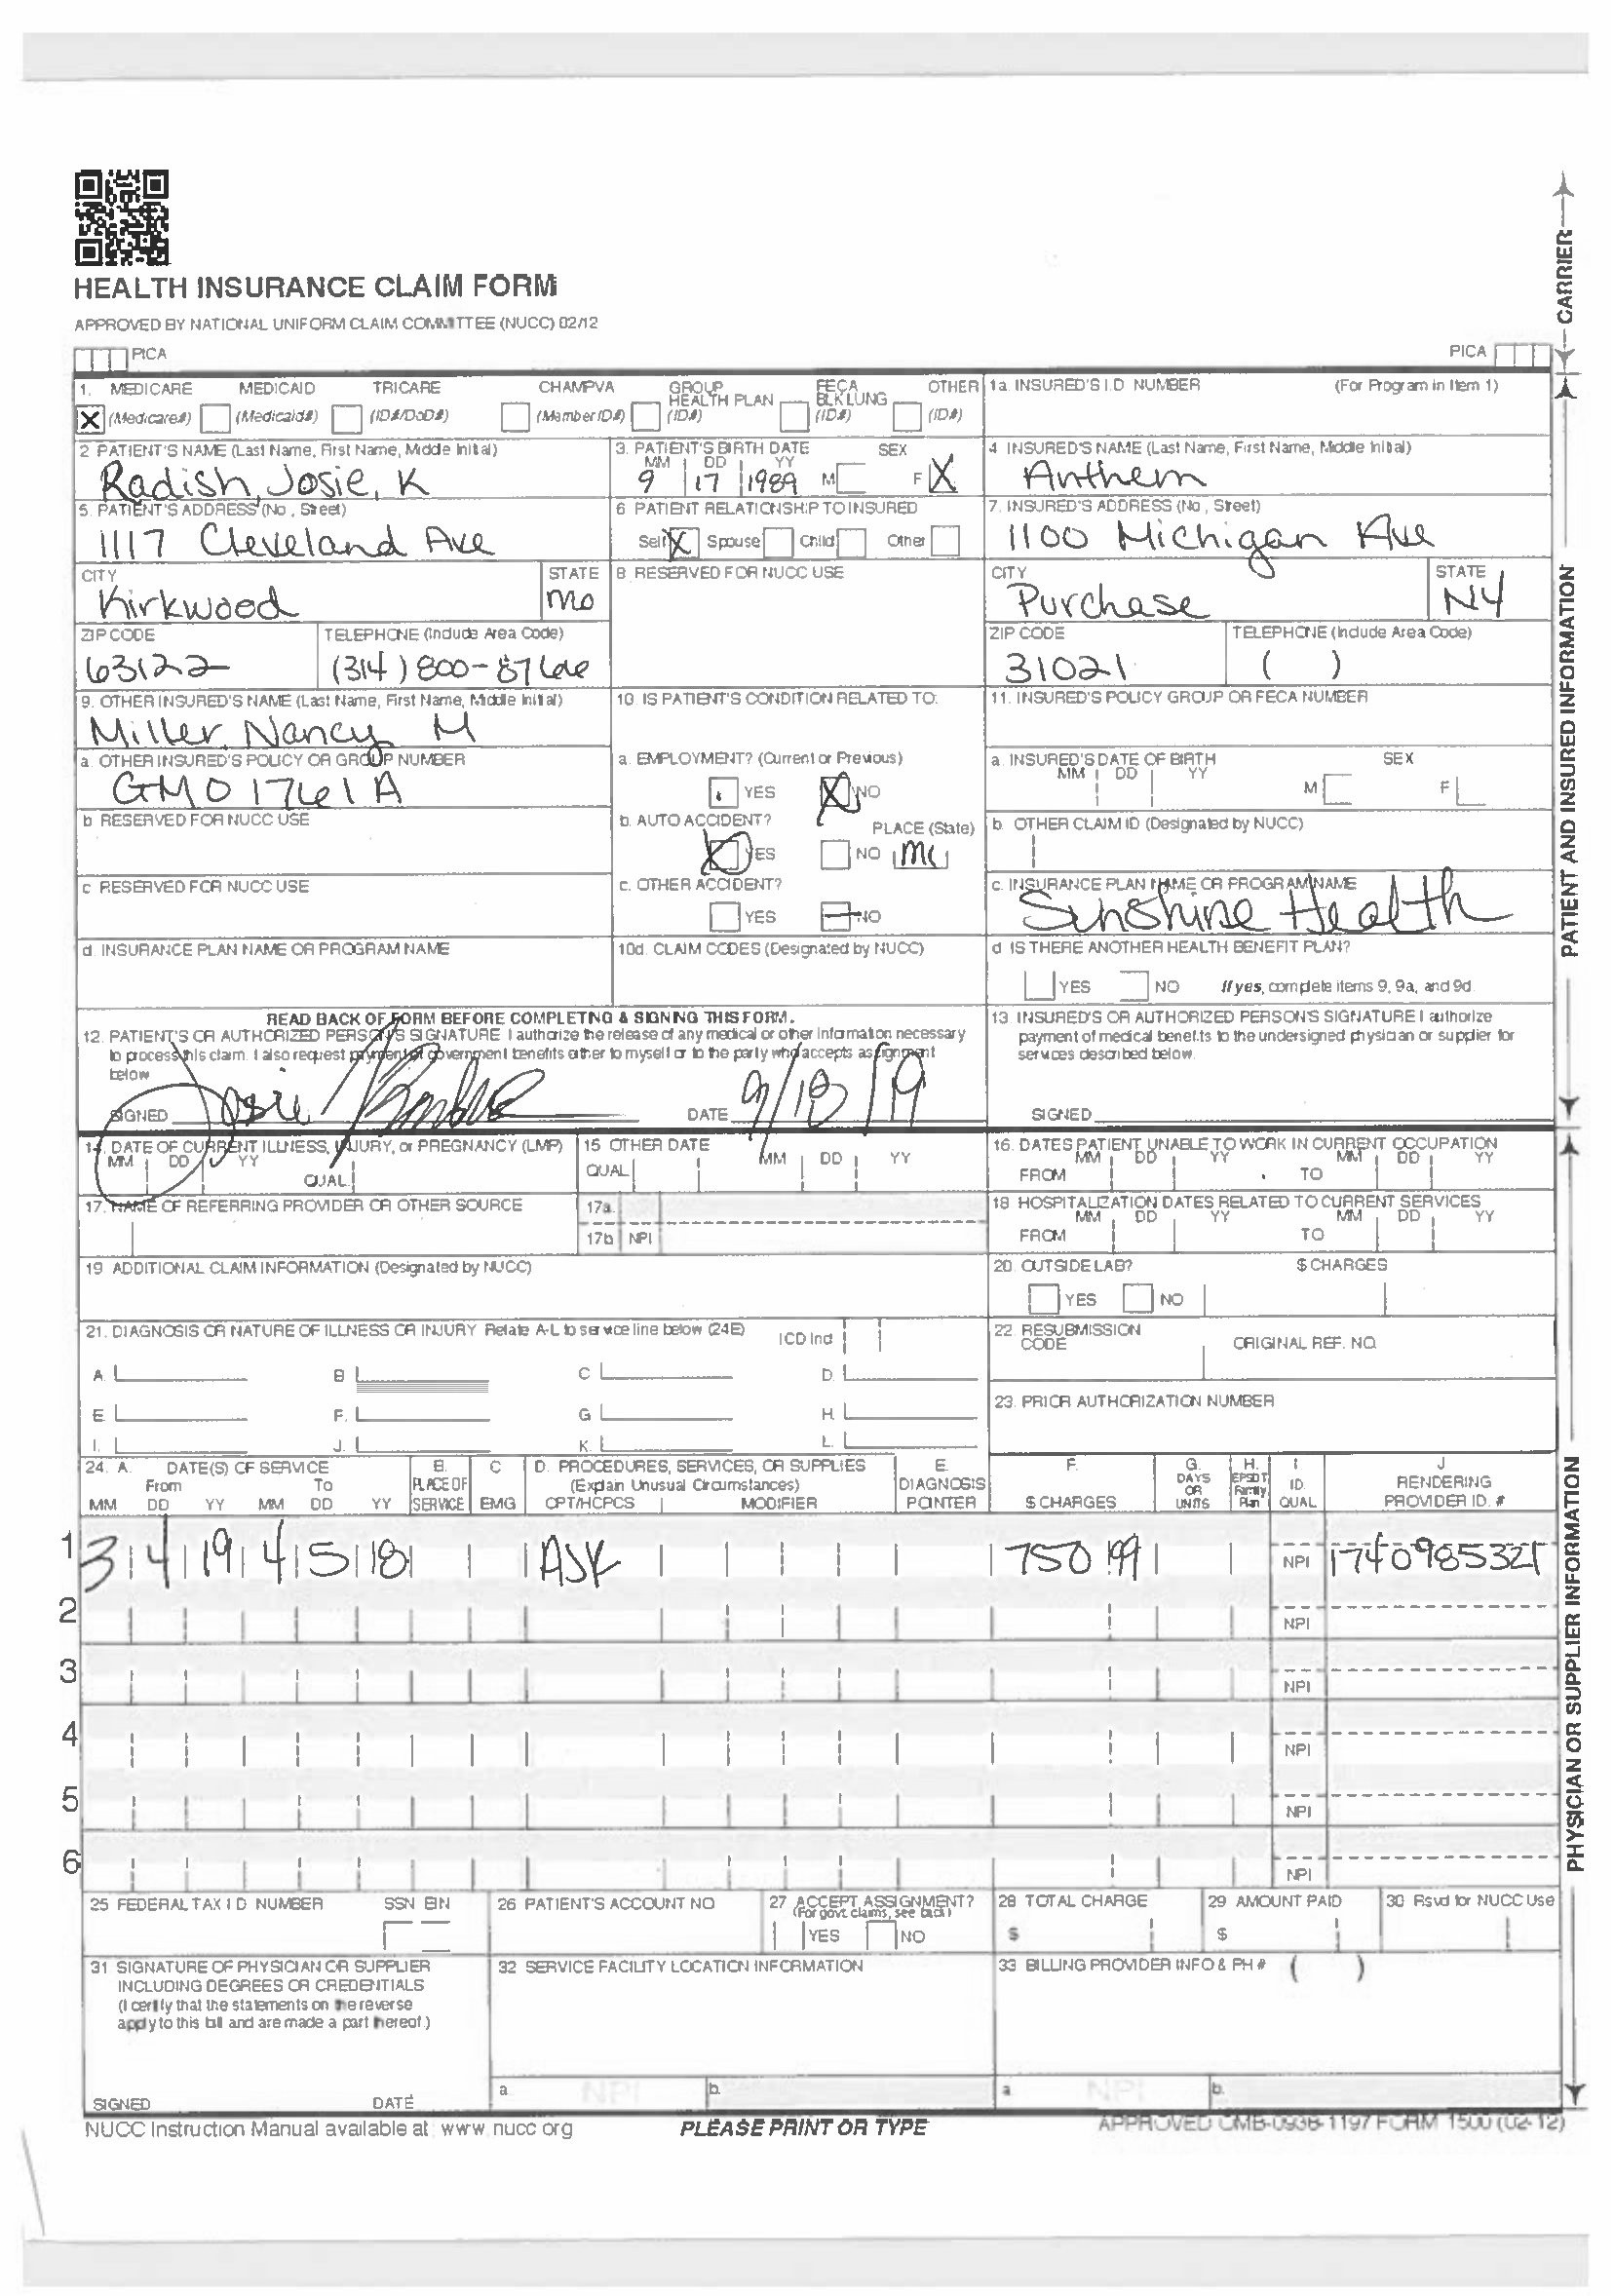 HEALTH INSURANCE CLAIM FORM
APPROVED BY NATIONAL UNIFORM CLAIM COMMITTEE (NUCC) 02/12
PICA
PICA
CARRIER
1. MEDICARE MEDICAID TRICARE CHAMPVA GROUP HEALTH PLAN FECA BLK LUNG OTHER
X (Medicare#) (Medicaid#) (ID#/DoD#) (Member ID#) (ID#) (ID#) (ID#)
1a. INSURED'S I.D. NUMBER (For Program in Item 1)
2. PATIENT'S NAME (Last Name, First Name, Middle Initial)
Radish, Josie, K
3. PATIENT'S BIRTH DATE SEX
MM DD YY
9 17 1989 M F X
4. INSURED'S NAME (Last Name, First Name, Middle Initial)
Anthem
5. PATIENT'S ADDRESS (No., Street)
1117 Cleveland Ave
6. PATIENT RELATIONSHIP TO INSURED
Self X Spouse Child Other
7. INSURED'S ADDRESS (No., Street)
1100 Michigan Ave
CITY STATE
Kirkwood MO
8. RESERVED FOR NUCC USE
CITY STATE
Purchase NY
ZIP CODE TELEPHONE (Include Area Code)
63122 (314) 800-8766
ZIP CODE TELEPHONE (Include Area Code)
31021 ( )
9. OTHER INSURED'S NAME (Last Name, First Name, Middle Initial)
Miller, Nancy M
10. IS PATIENT'S CONDITION RELATED TO:
11. INSURED'S POLICY GROUP OR FECA NUMBER
a. OTHER INSURED'S POLICY OR GROUP NUMBER
GM01761A
a. EMPLOYMENT? (Current or Previous)
YES X NO
a. INSURED'S DATE OF BIRTH SEX
MM DD YY M F
b. RESERVED FOR NUCC USE
b. AUTO ACCIDENT? PLACE (State)
X YES NO
b. OTHER CLAIM ID (Designated by NUCC)
c. RESERVED FOR NUCC USE
c. OTHER ACCIDENT?
YES NO
c. INSURANCE PLAN NAME OR PROGRAM NAME
Sunshine Health
d. INSURANCE PLAN NAME OR PROGRAM NAME
10d. CLAIM CODES (Designated by NUCC)
d. IS THERE ANOTHER HEALTH BENEFIT PLAN?
YES NO If yes, complete items 9, 9a, and 9d.
PATIENT AND INSURED INFORMATION
READ BACK OF FORM BEFORE COMPLETING & SIGNING THIS FORM.
12. PATIENT'S OR AUTHORIZED PERSON'S SIGNATURE I authorize the release of any medical or other information necessary
to process this claim. I also request payment of government benefits either to myself or to the party who accepts assignment
below.
SIGNED Josie DATE 9/18/19
13. INSURED'S OR AUTHORIZED PERSON'S SIGNATURE I authorize
payment of medical benefits to the undersigned physician or supplier for
services described below.
SIGNED
14. DATE OF CURRENT ILLNESS, INJURY, or PREGNANCY (LMP)
MM DD YY QUAL.
15. OTHER DATE
QUAL. MM DD YY
16. DATES PATIENT UNABLE TO WORK IN CURRENT OCCUPATION
MM DD YY MM DD YY
FROM TO
17. NAME OF REFERRING PROVIDER OR OTHER SOURCE
17a.
17b. NPI
18. HOSPITALIZATION DATES RELATED TO CURRENT SERVICES
MM DD YY MM DD YY
FROM TO
19. ADDITIONAL CLAIM INFORMATION (Designated by NUCC)
20. OUTSIDE LAB? $ CHARGES
YES NO
21. DIAGNOSIS OR NATURE OF ILLNESS OR INJURY Relate A-L to service line below (24E) ICD Ind
A. B. C. D.
E. F. G. H.
I. J. K. L.
22. RESUBMISSION CODE ORIGINAL REF. NO.
23. PRIOR AUTHORIZATION NUMBER
24. A. DATE(S) OF SERVICE B. C. D. PROCEDURES, SERVICES, OR SUPPLIES E. F. G. H. I. J.
From To PLACE OF (Explain Unusual Circumstances) DIAGNOSIS DAYS OR UNITS EPSDT Family Plan ID. RENDERING
MM DD YY MM DD YY SERVICE EMG CPT/HCPCS MODIFIER POINTER $ CHARGES QUAL. PROVIDER ID. #
1 3 4 19 4 5 18 ASK 750 99 NPI 1740985321
2 NPI
3 NPI
4 NPI
5 NPI
6 NPI
25. FEDERAL TAX I.D. NUMBER SSN EIN
26. PATIENT'S ACCOUNT NO.
27. ACCEPT ASSIGNMENT?
(For govt. claims, see back)
YES NO
28. TOTAL CHARGE
$
29. AMOUNT PAID
$
30. Rsvd for NUCC Use
31. SIGNATURE OF PHYSICIAN OR SUPPLIER
INCLUDING DEGREES OR CREDENTIALS
(I certify that the statements on the reverse
apply to this bill and are made a part thereof.)
SIGNED DATE
32. SERVICE FACILITY LOCATION INFORMATION
a. NPI b.
33. BILLING PROVIDER INFO & PH # ( )
a. NPI b.
PHYSICIAN OR SUPPLIER INFORMATION
NUCC Instruction Manual available at: www.nucc.org
PLEASE PRINT OR TYPE
APPROVED OMB-0938-1197 FORM 1500 (02-12)